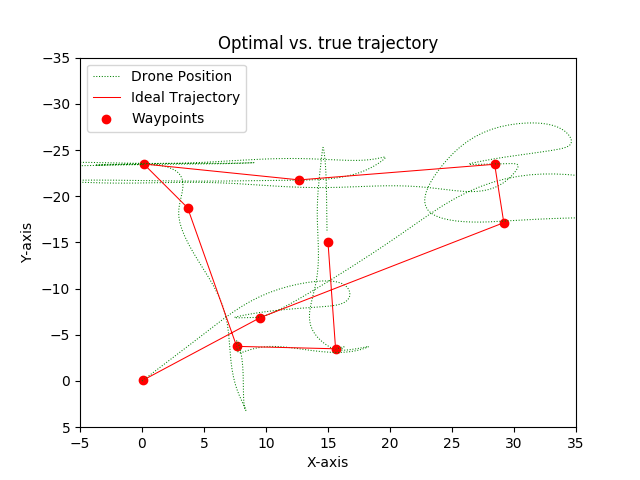 Optimal vs. true trajectory
Drone Position
Ideal Trajectory
Waypoints
Y-axis
−35
−30
−25
−20
−15
−10
−5
0
5
−5 0 5 10 15 20 25 30 35
X-axis